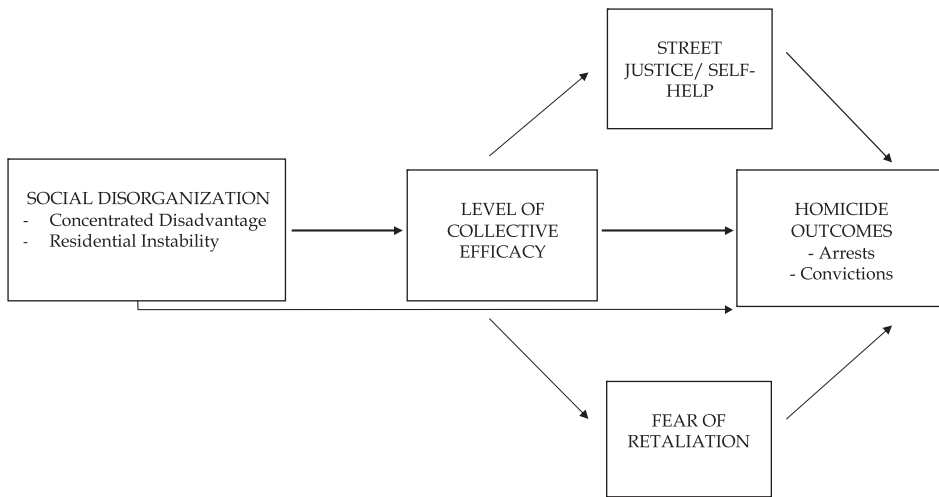 STREET
JUSTICE/ SELF-
HELP
SOCIAL DISORGANIZATION
- Concentrated Disadvantage
- Residential Instability
LEVEL OF
COLLECTIVE
EFFICACY
HOMICIDE
OUTCOMES
- Arrests
- Convictions
FEAR OF
RETALIATION